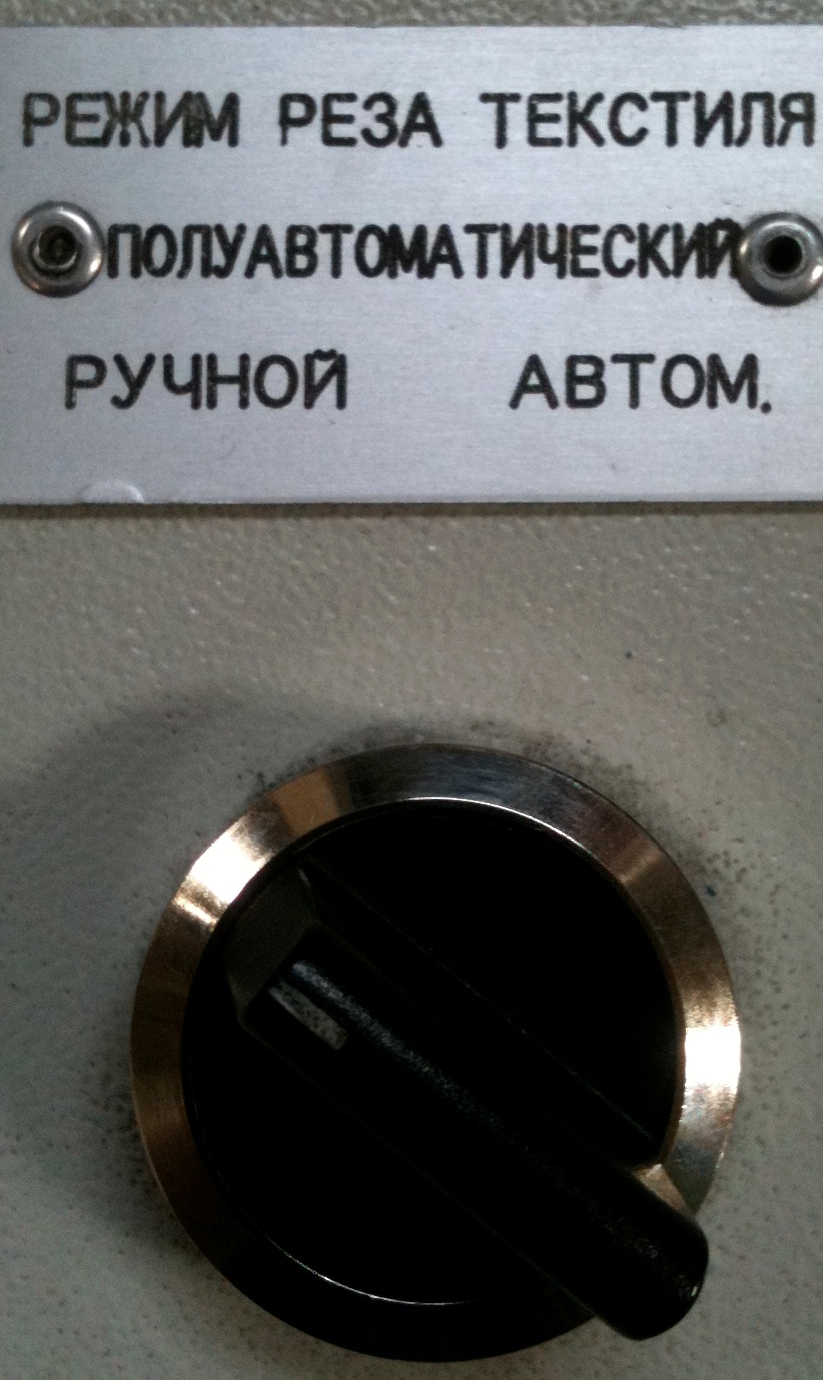 РЕЖИМ РЕЗА ТЕКСТИЛЯ
ПОЛУАВТОМАТИЧЕСКИЙ
РУЧНОЙ АВТОМ.